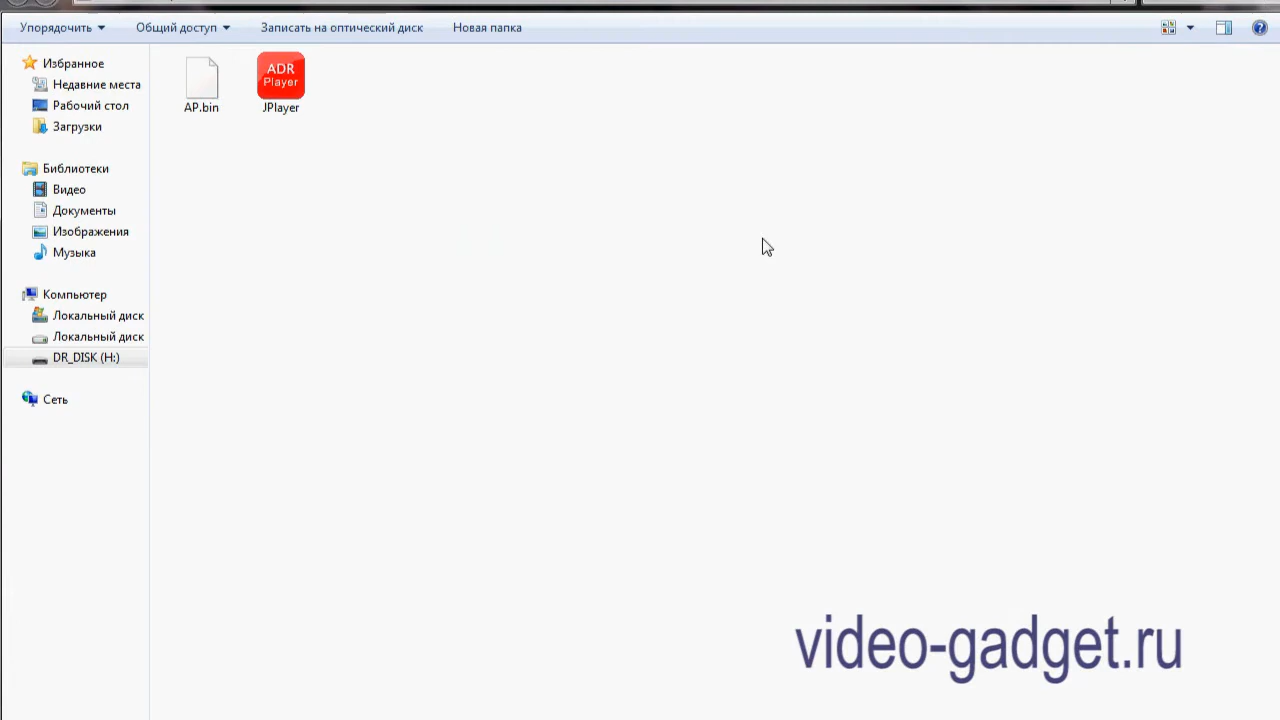 Упорядочить Общий доступ Записать на оптический диск Новая папка
Избранное
Недавние места
Рабочий стол
Загрузки
Библиотеки
Видео
Документы
Изображения
Музыка
Компьютер
Локальный диск
Локальный диск
DR_DISK (H:)
Сеть
ADR
Player
AP.bin JPlayer
video-gadget.ru